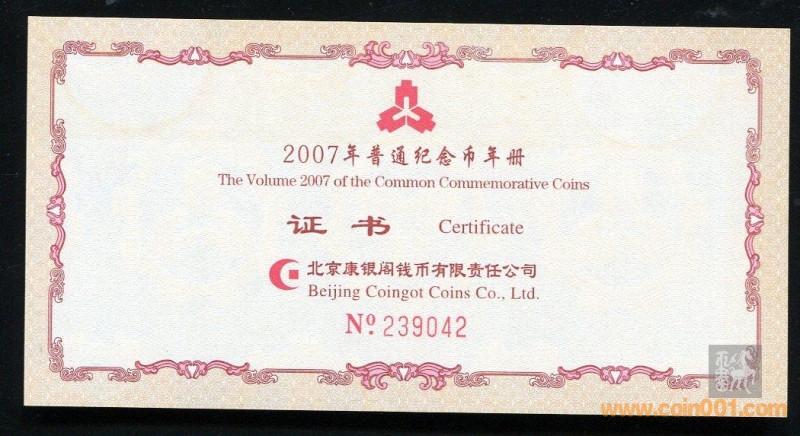 2007年普通纪念币年册
The Volume 2007 of the Common Commemorative Coins
证书 Certificate
北京康银阁钱币有限责任公司
Beijing Coingot Coins Co., Ltd.
Nº 239042
www.coin001.com